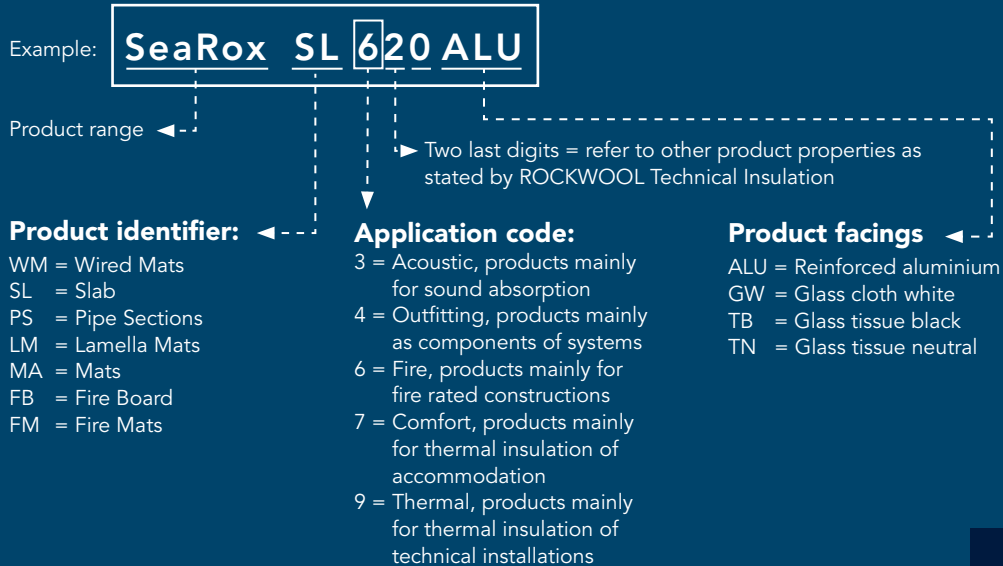 Example: SeaRox SL 620 ALU
Product range
Two last digits = refer to other product properties as
stated by ROCKWOOL Technical Insulation
Product identifier:
WM = Wired Mats
SL = Slab
PS = Pipe Sections
LM = Lamella Mats
MA = Mats
FB = Fire Board
FM = Fire Mats
Application code:
3 = Acoustic, products mainly
for sound absorption
4 = Outfitting, products mainly
as components of systems
6 = Fire, products mainly for
fire rated constructions
7 = Comfort, products mainly
for thermal insulation of
accommodation
9 = Thermal, products mainly
for thermal insulation of
technical installations
Product facings
ALU = Reinforced aluminium
GW = Glass cloth white
TB = Glass tissue black
TN = Glass tissue neutral